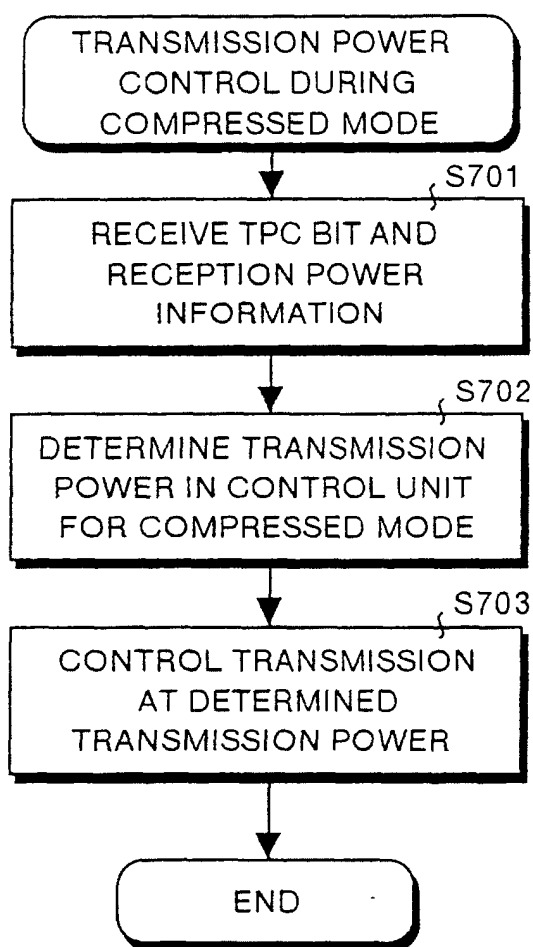 TRANSMISSION POWER
CONTROL DURING
COMPRESSED MODE
S701
RECEIVE TPC BIT AND
RECEPTION POWER
INFORMATION
S702
DETERMINE TRANSMISSION
POWER IN CONTROL UNIT
FOR COMPRESSED MODE
S703
CONTROL TRANSMISSION
AT DETERMINED
TRANSMISSION POWER
END